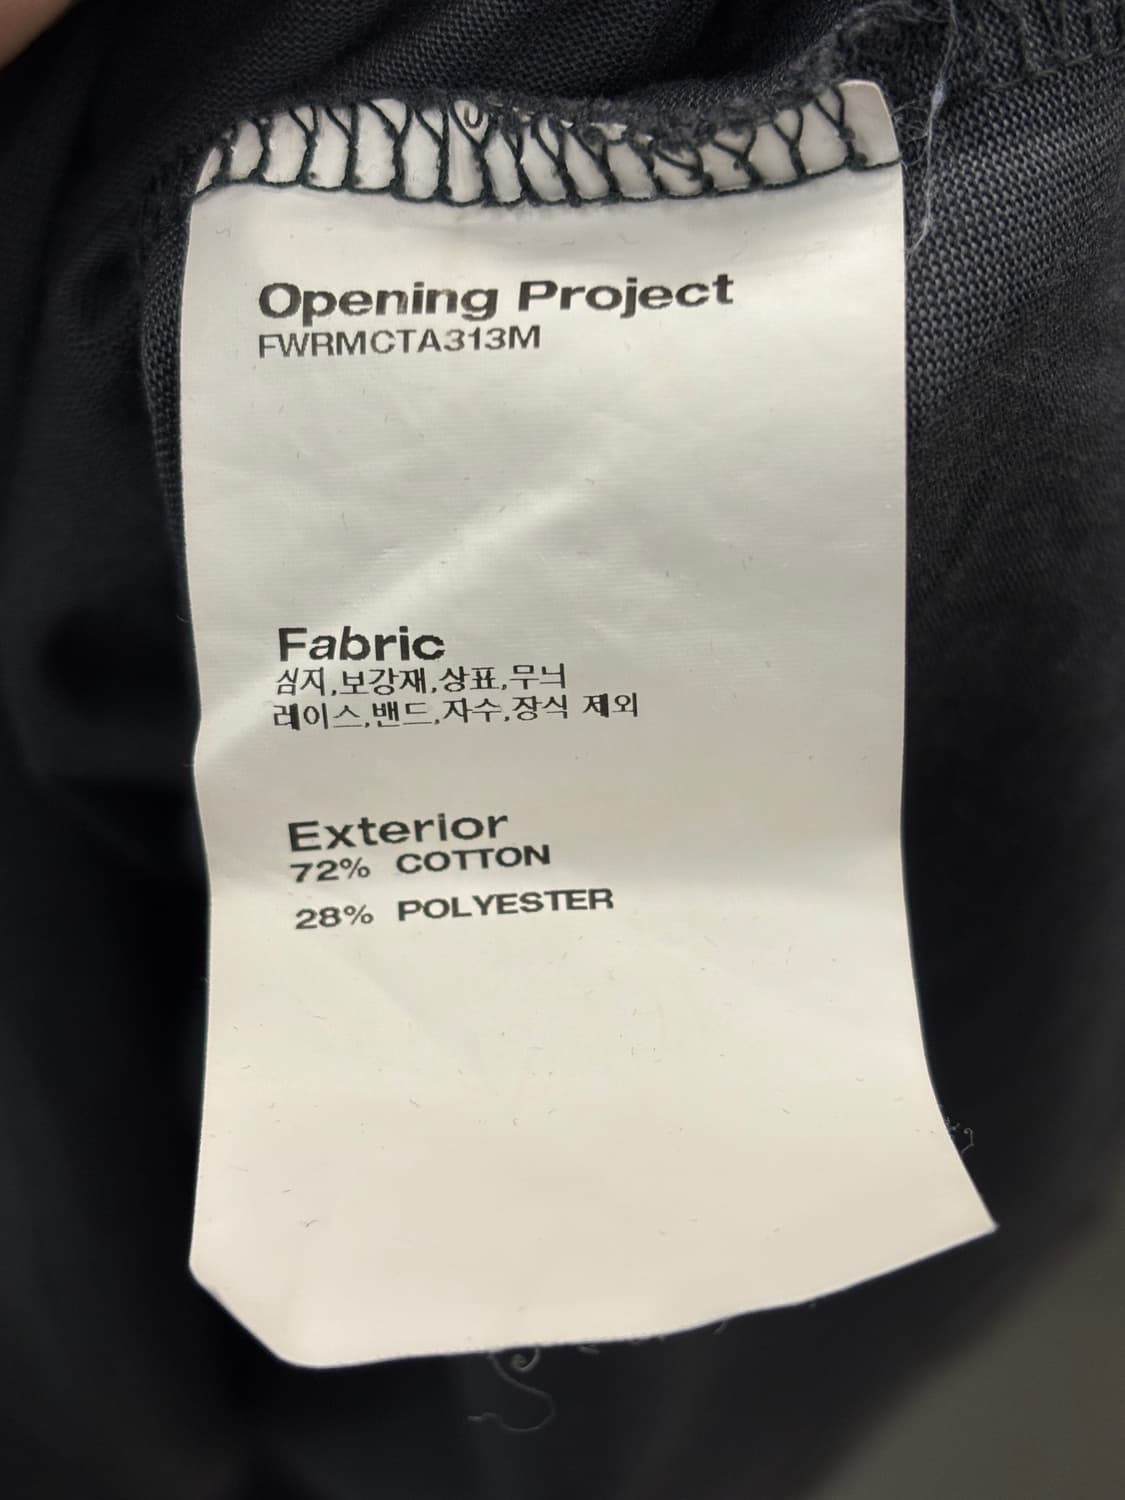 Opening Project
FWRMCTA313M
Fabric
심지,보강재,상표,무늬
레이스,밴드,자수,장식 제외
Exterior
72% COTTON
28% POLYESTER